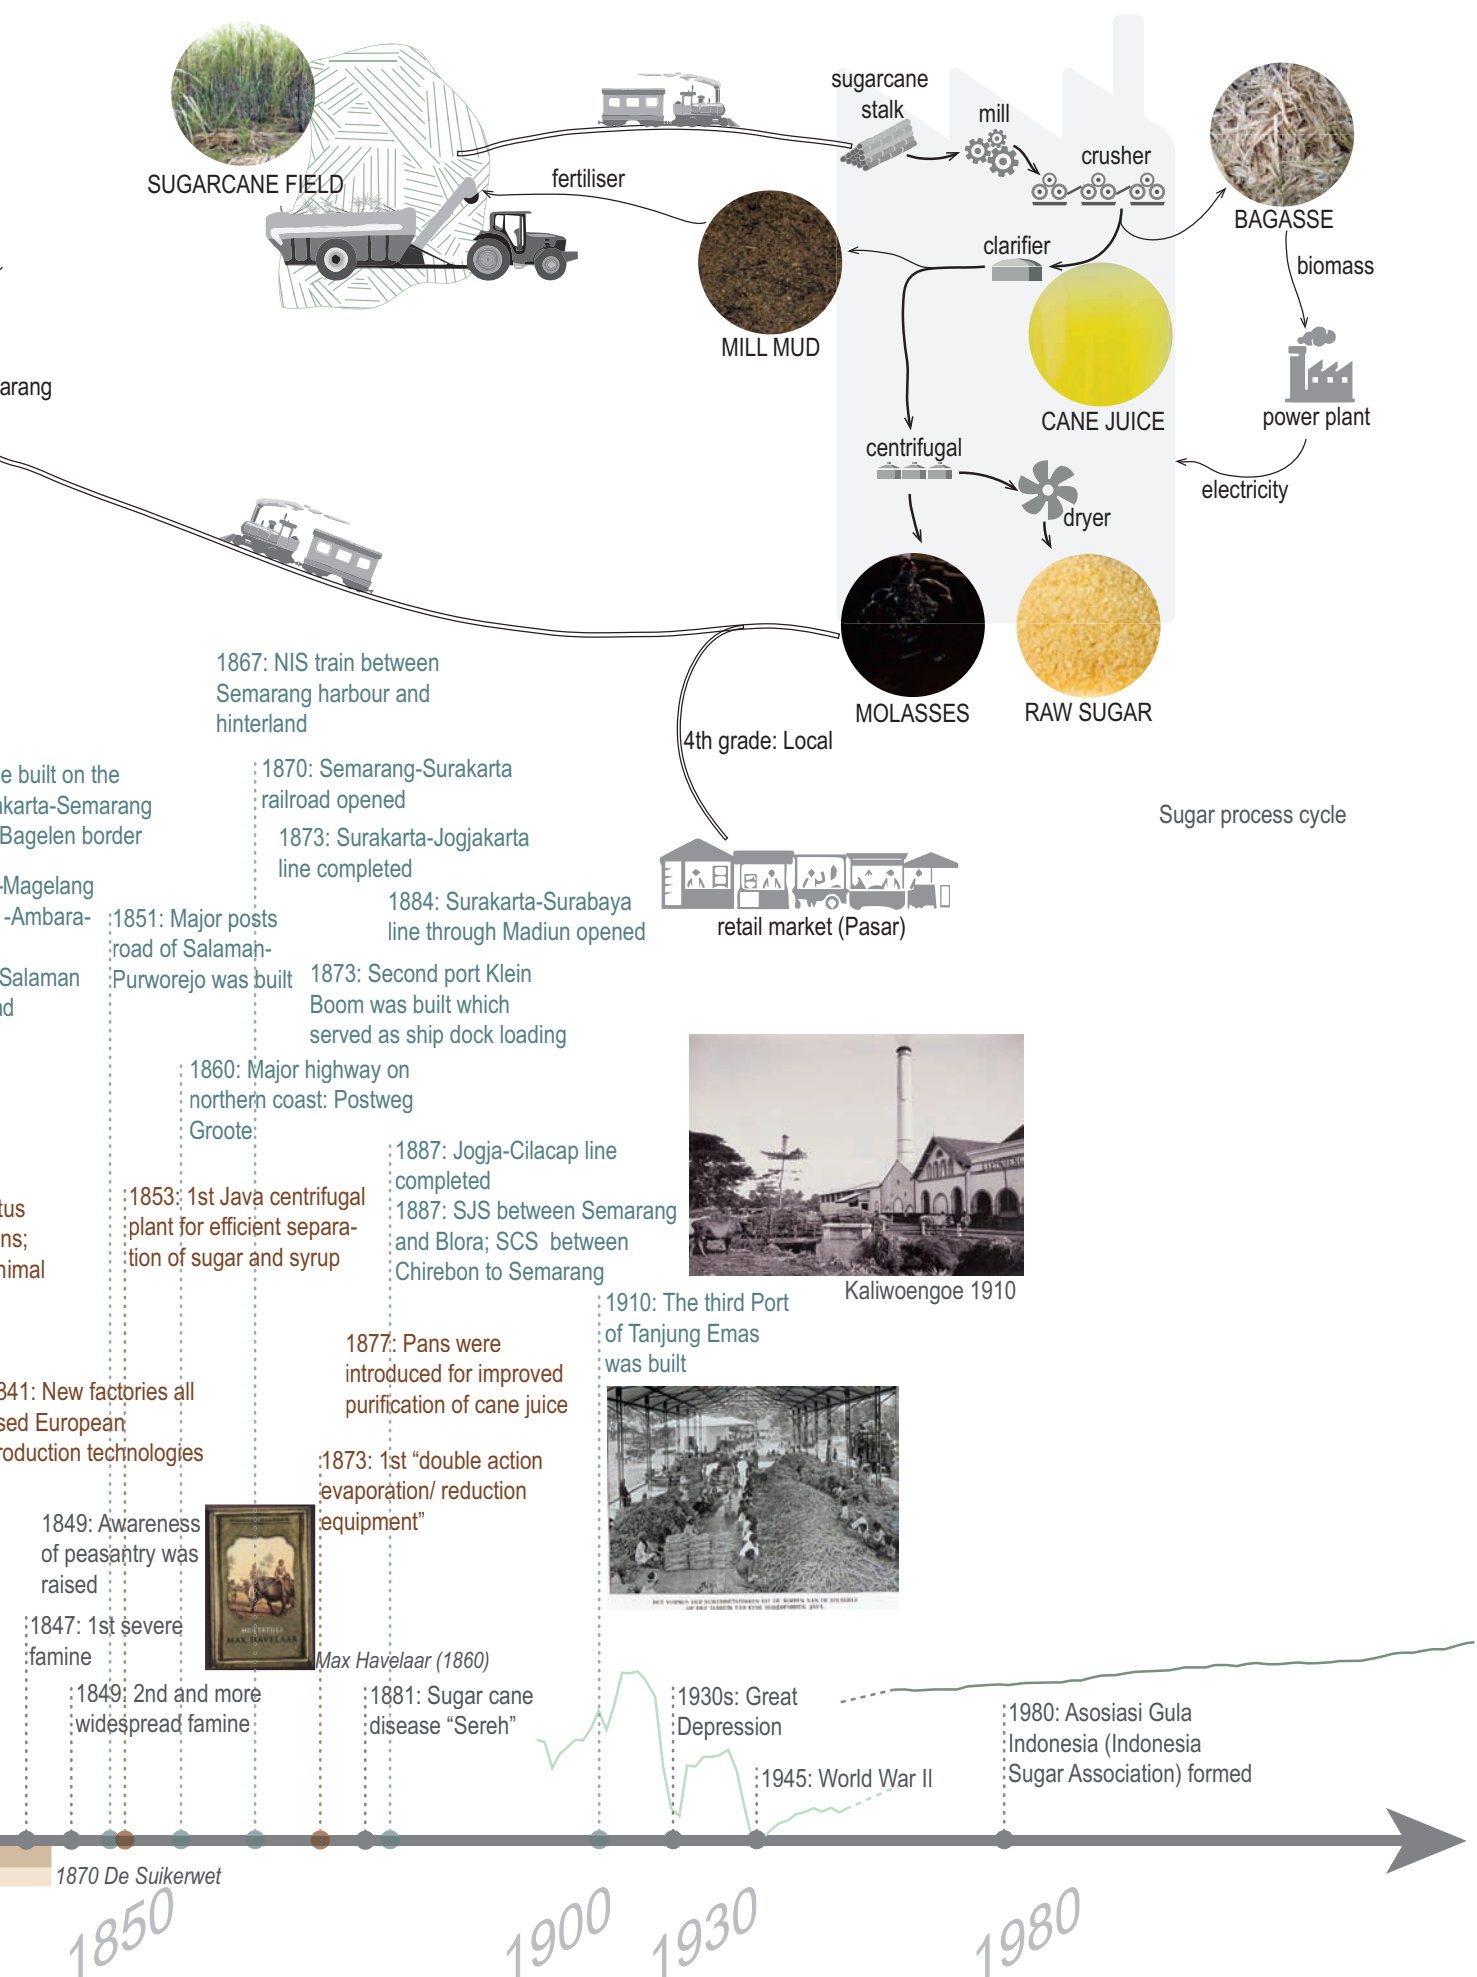 sugarcane
stalk
mill
crusher
SUGARCANE FIELD
fertiliser
BAGASSE
clarifier
biomass
MILL MUD
arang
CANE JUICE
power plant
centrifugal
electricity
dryer
1867: NIS train between
Semarang harbour and
hinterland
MOLASSES
RAW SUGAR
4th grade: Local
e built on the
akarta-Semarang
Bagelen border
1870: Semarang-Surakarta
railroad opened
Sugar process cycle
1873: Surakarta-Jogjakarta
line completed
-Magelang
-Ambara-
1851: Major posts
road of Salaman-
Purworejo was built
1884: Surakarta-Surabaya
line through Madiun opened
retail market (Pasar)
Salaman
ad
1873: Second port Klein
Boom was built which
served as ship dock loading
1860: Major highway on
northern coast: Postweg
Groote
1887: Jogja-Cilacap line
completed
1887: SJS between Semarang
and Blora; SCS between
Chirebon to Semarang
tus
ns;
nimal
1853: 1st Java centrifugal
plant for efficient separa-
tion of sugar and syrup
Kaliwoengoe 1910
1910: The third Port
of Tanjung Emas
was built
1877: Pans were
introduced for improved
purification of cane juice
841: New factories all
sed European
roduction technologies
1873: 1st “double action
evaporation/ reduction
equipment”
1849: Awareness
of peasantry was
raised
MULTATULI
MAX HAVELAAR
1847: 1st severe
famine
Max Havelaar (1860)
1849: 2nd and more
widespread famine
1881: Sugar cane
disease “Sereh”
1930s: Great
Depression
1980: Asosiasi Gula
Indonesia (Indonesia
Sugar Association) formed
1945: World War II
1870 De Suikerwet
1850
1900
1930
1980